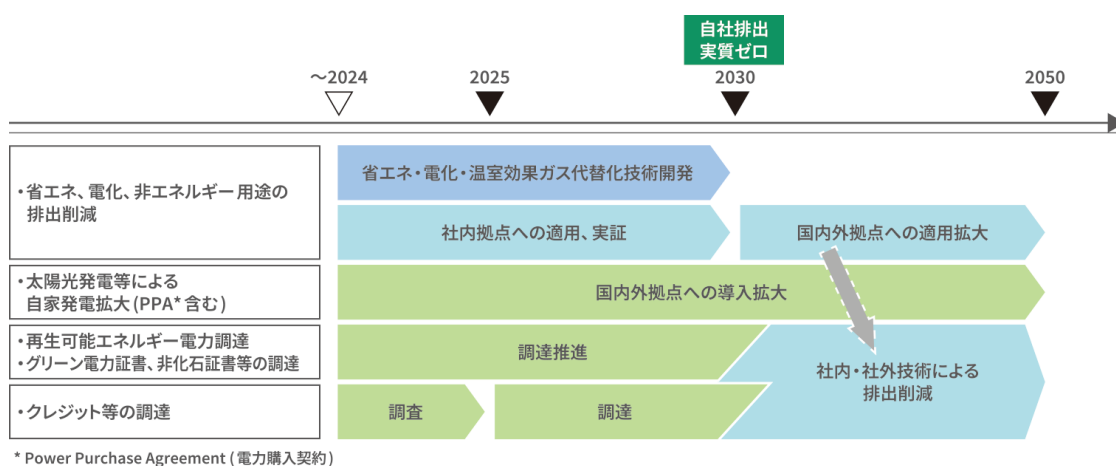 自社排出
実質ゼロ
～2024
2025
2030
2050
・省エネ、電化、非エネルギー用途の
排出削減
省エネ・電化・温室効果ガス代替化技術開発
社内拠点への適用、実証
国内外拠点への適用拡大
・太陽光発電等による
自家発電拡大(PPA*含む)
国内外拠点への導入拡大
・再生可能エネルギー電力調達
・グリーン電力証書、非化石証書等の調達
調達推進
社内・社外技術による
排出削減
・クレジット等の調達
調査
調達
* Power Purchase Agreement (電力購入契約)